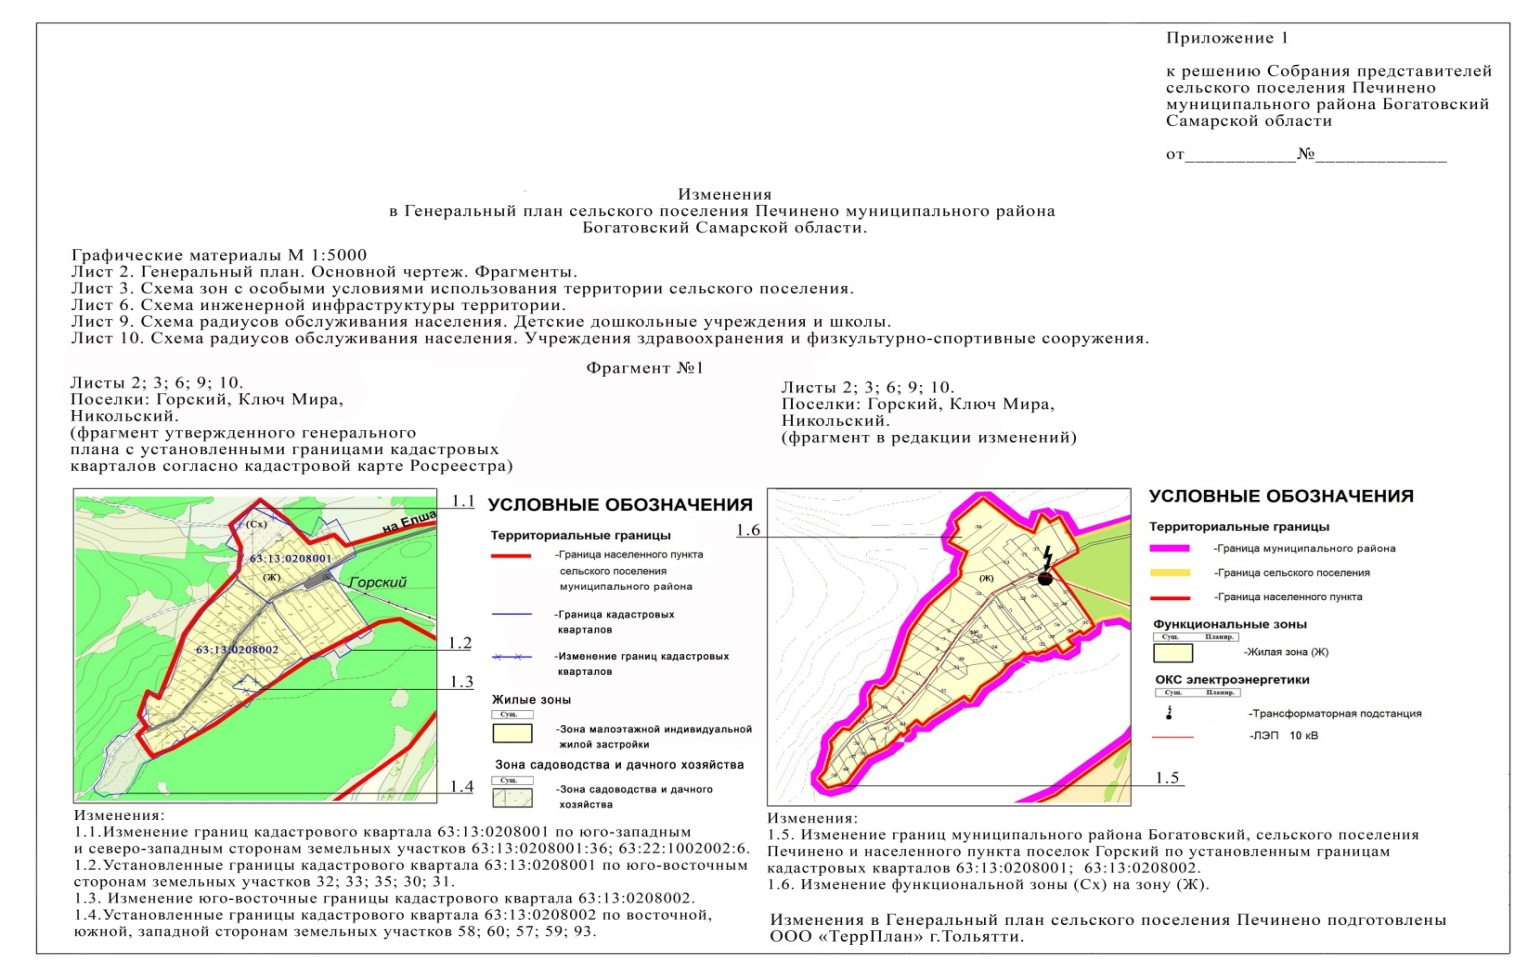 Приложение 1
к решению Собрания представителей
сельского поселения Печинено
муниципального района Богатовский
Самарской области
от___________№_____________
Изменения
в Генеральный план сельского поселения Печинено муниципального района
Богатовский Самарской области.
Графические материалы М 1:5000
Лист 2. Генеральный план. Основной чертеж. Фрагменты.
Лист 3. Схема зон с особыми условиями использования территории сельского поселения.
Лист 6. Схема инженерной инфраструктуры территории.
Лист 9. Схема радиусов обслуживания населения. Детские дошкольные учреждения и школы.
Лист 10. Схема радиусов обслуживания населения. Учреждения здравоохранения и физкультурно-спортивные сооружения.
Фрагмент №1
Листы 2; 3; 6; 9; 10.
Поселки: Горский, Ключ Мира,
Никольский.
(фрагмент утвержденного генерального
плана с установленными границами кадастровых
кварталов согласно кадастровой карте Росреестра)
1.1
на Епша
(Сх)
63:13:0208001
(Ж)
Горский
1.2
63:13:0208002
1.3
1.4
УСЛОВНЫЕ ОБОЗНАЧЕНИЯ
Территориальные границы
-Граница населенного пункта
сельского поселения
муниципального района
-Граница кадастровых
кварталов
-Изменение границ кадастровых
кварталов
Жилые зоны
Сущ.
-Зона малоэтажной индивидуальной
жилой застройки
Зона садоводства и дачного хозяйства
Сущ.
-Зона садоводства и дачного
хозяйства
Изменения:
1.1.Изменение границ кадастрового квартала 63:13:0208001 по юго-западным
и северо-западным сторонам земельных участков 63:13:0208001:36; 63:22:1002002:6.
1.2.Установленные границы кадастрового квартала 63:13:0208001 по юго-восточным
сторонам земельных участков 32; 33; 35; 30; 31.
1.3. Изменение юго-восточные границы кадастрового квартала 63:13:0208002.
1.4.Установленные границы кадастрового квартала 63:13:0208002 по восточной,
южной, западной сторонам земельных участков 58; 60; 57; 59; 93.
Листы 2; 3; 6; 9; 10.
Поселки: Горский, Ключ Мира,
Никольский.
(фрагмент в редакции изменений)
1.6
(Ж)
1.5
УСЛОВНЫЕ ОБОЗНАЧЕНИЯ
Территориальные границы
-Граница муниципального района
-Граница сельского поселения
-Граница населенного пункта
Функциональные зоны
Сущ. Планир.
-Жилая зона (Ж)
ОКС электроэнергетики
Сущ. Планир.
-Трансформаторная подстанция
-ЛЭП 10 кВ
Изменения:
1.5. Изменение границ муниципального района Богатовский, сельского поселения
Печинено и населенного пункта поселок Горский по установленным границам
кадастровых кварталов 63:13:0208001; 63:13:0208002.
1.6. Изменение функциональной зоны (Сх) на зону (Ж).
Изменения в Генеральный план сельского поселения Печинено подготовлены
ООО «ТеррПлан» г.Тольятти.